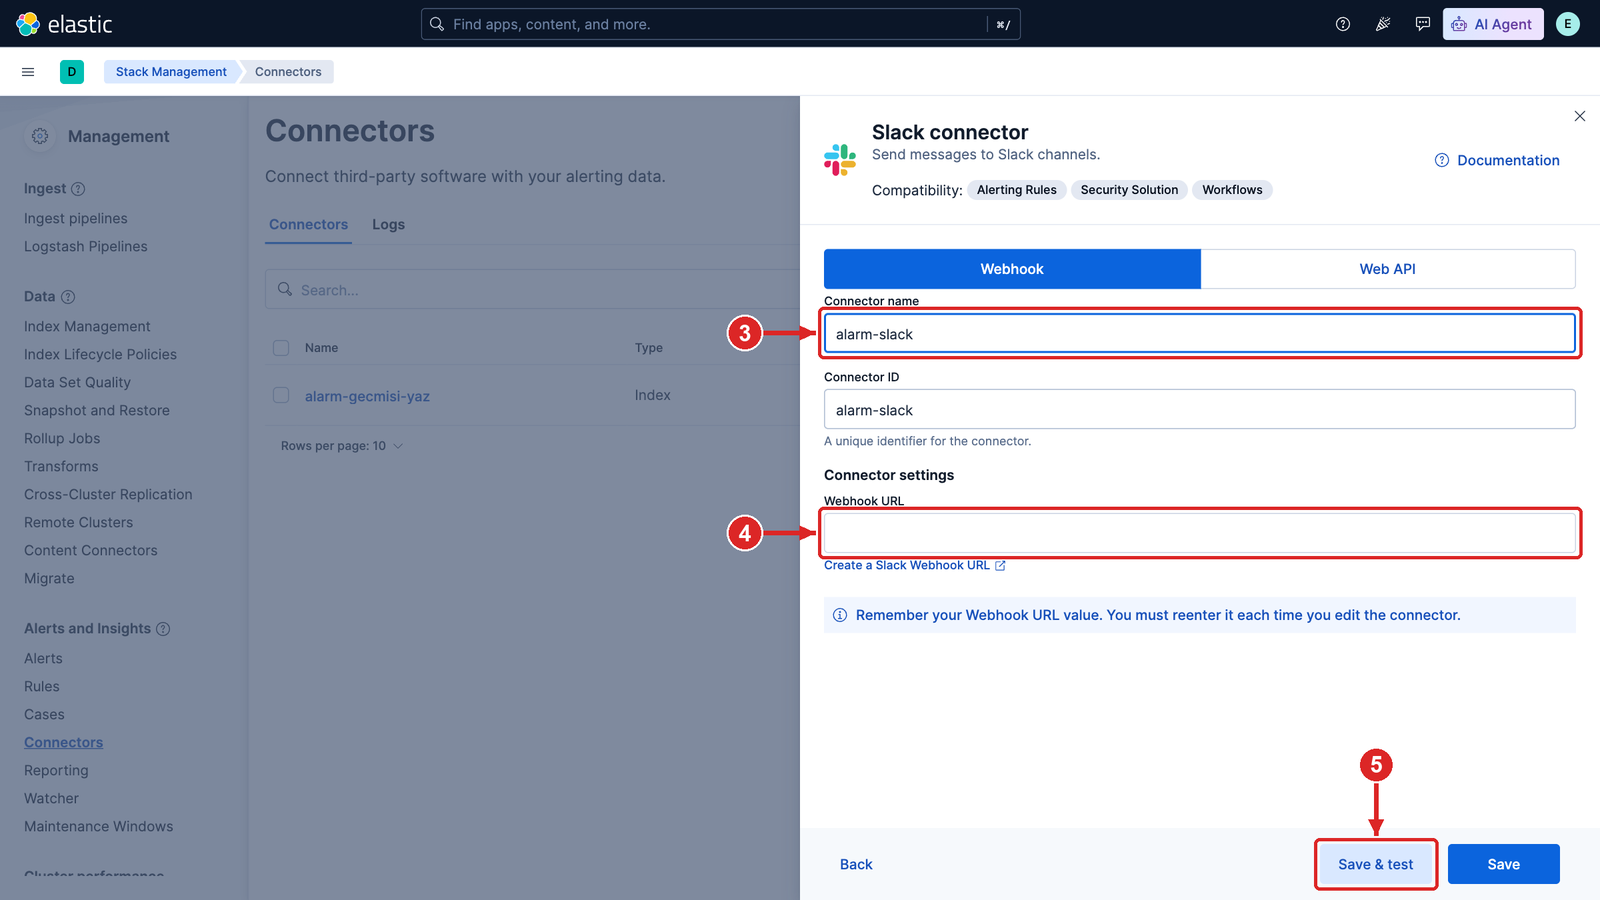 elastic
Find apps, content, and more.
⌘/
AI Agent
E
D
Stack Management
Connectors
Management
Ingest
Ingest pipelines
Logstash Pipelines
Data
Index Management
Index Lifecycle Policies
Data Set Quality
Snapshot and Restore
Rollup Jobs
Transforms
Cross-Cluster Replication
Remote Clusters
Content Connectors
Migrate
Alerts and Insights
Alerts
Rules
Cases
Connectors
Reporting
Watcher
Maintenance Windows
Cluster performance
Connectors
Connect third-party software with your alerting data.
Connectors
Logs
Search...
Name
Type
alarm-gecmisi-yaz
Index
Rows per page: 10
Slack connector
Send messages to Slack channels.
Compatibility:
Alerting Rules
Security Solution
Workflows
Documentation
Webhook
Web API
Connector name
3
alarm-slack
Connector ID
alarm-slack
A unique identifier for the connector.
Connector settings
Webhook URL
4
Create a Slack Webhook URL
Remember your Webhook URL value. You must reenter it each time you edit the connector.
5
Back
Save & test
Save